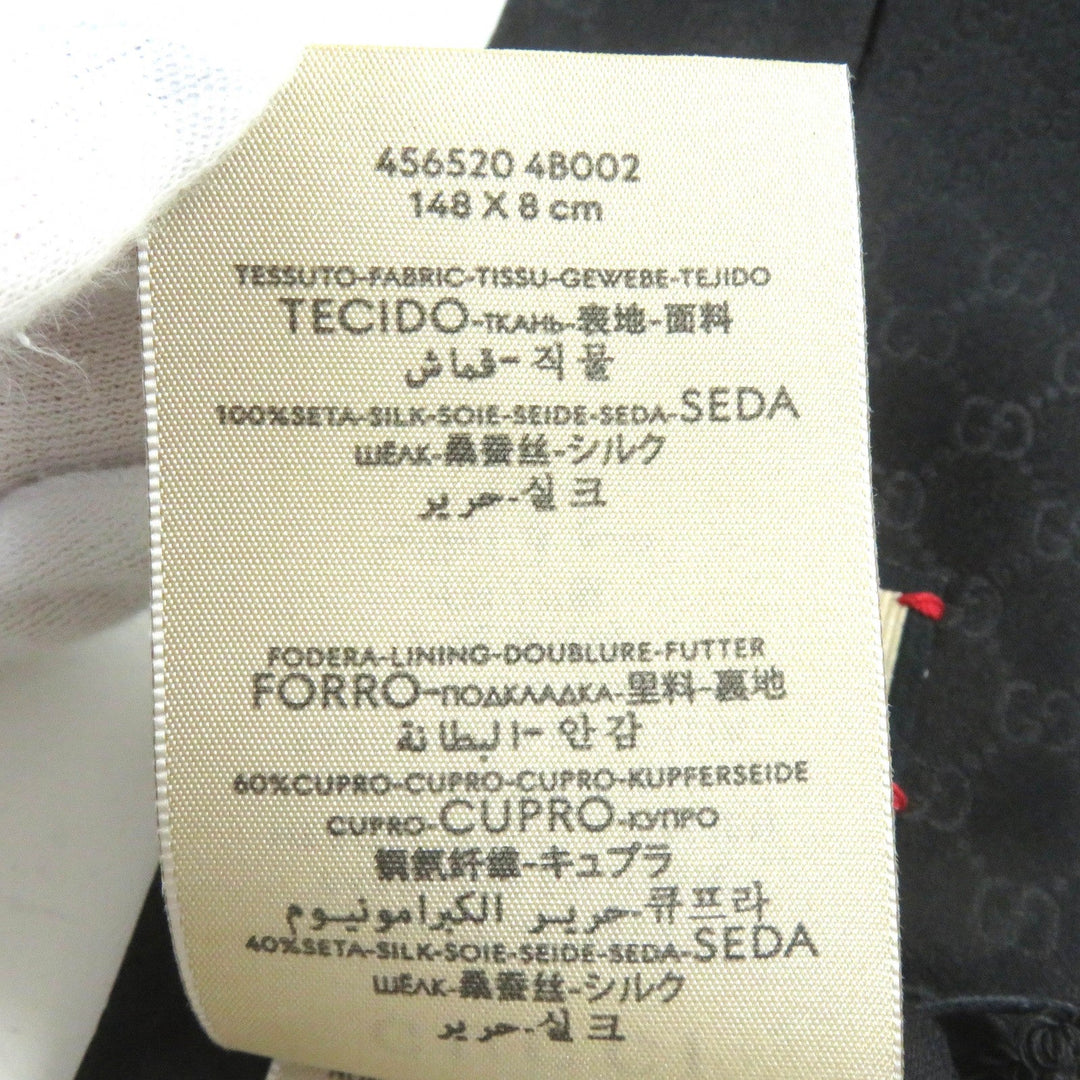 456520 4B002
148 X 8 cm
TESSUTO-FABRIC-TISSU-GEWEBE-TEJIDO
TECIDO-ТКАНЬ-表地-面料
قماش-직물
100%SETA-SILK-SOIE-SEIDE-SEDA-SEDA
ШЁЛК-桑蚕丝-シルク
حرير-실크
FODERA-LINING-DOUBLURE-FUTTER
FORRO-ПОДКЛАДКА-里料-裏地
البطانة-안감
60%CUPRO-CUPRO-CUPRO-KUPFERSEIDE
CUPRO-CUPRO-КУПРО
铜氨纤维-キュプラ
حرير الكبرامونيوم-큐프라
40%SETA-SILK-SOIE-SEIDE-SEDA-SEDA
ШЁЛК-桑蚕丝-シルク
حرير-실크